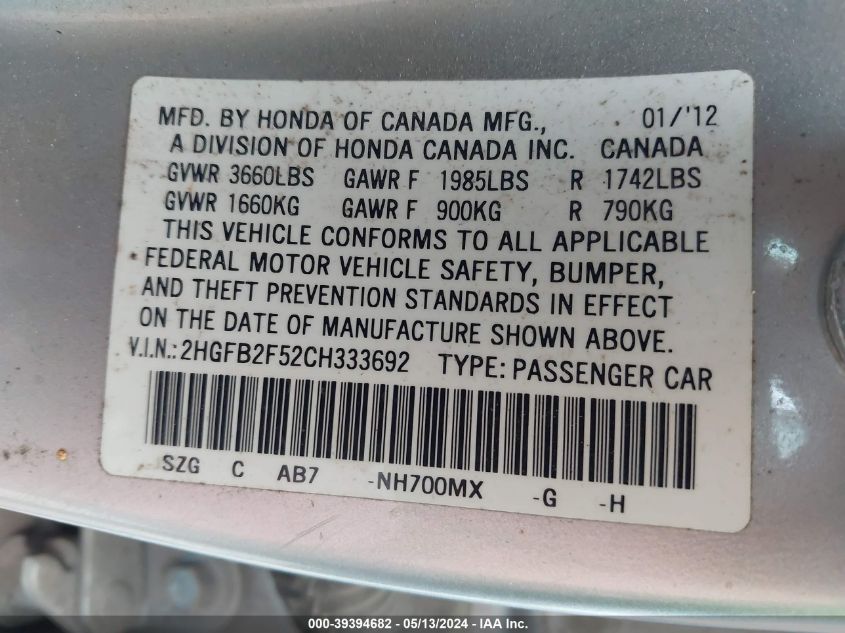 MFD. BY HONDA OF CANADA MFG., 01/'12
A DIVISION OF HONDA CANADA INC. CANADA
GVWR 3660LBS GAWR F 1985LBS R 1742LBS
GVWR 1660KG GAWR F 900KG R 790KG
THIS VEHICLE CONFORMS TO ALL APPLICABLE
FEDERAL MOTOR VEHICLE SAFETY, BUMPER,
AND THEFT PREVENTION STANDARDS IN EFFECT
ON THE DATE OF MANUFACTURE SHOWN ABOVE.
V.I.N.: 2HGFB2F52CH333692 TYPE: PASSENGER CAR
SZG C AB7 -NH700MX -G -H
000-39394682 - 05/13/2024 - IAA Inc.